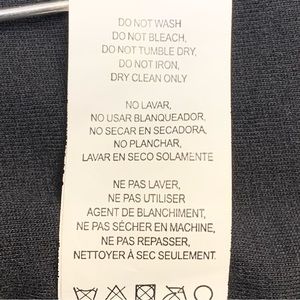 DO NOT WASH
DO NOT BLEACH,
DO NOT TUMBLE DRY,
DO NOT IRON,
DRY CLEAN ONLY
NO LAVAR,
NO USAR BLANQUEADOR,
NO SECAR EN SECADORA,
NO PLANCHAR,
LAVAR EN SECO SOLAMENTE
NE PAS LAVER,
NE PAS UTILISER
AGENT DE BLANCHIMENT,
NE PAS SÉCHER EN MACHINE,
NE PAS REPASSER,
NETTOYER À SEC SEULEMENT.